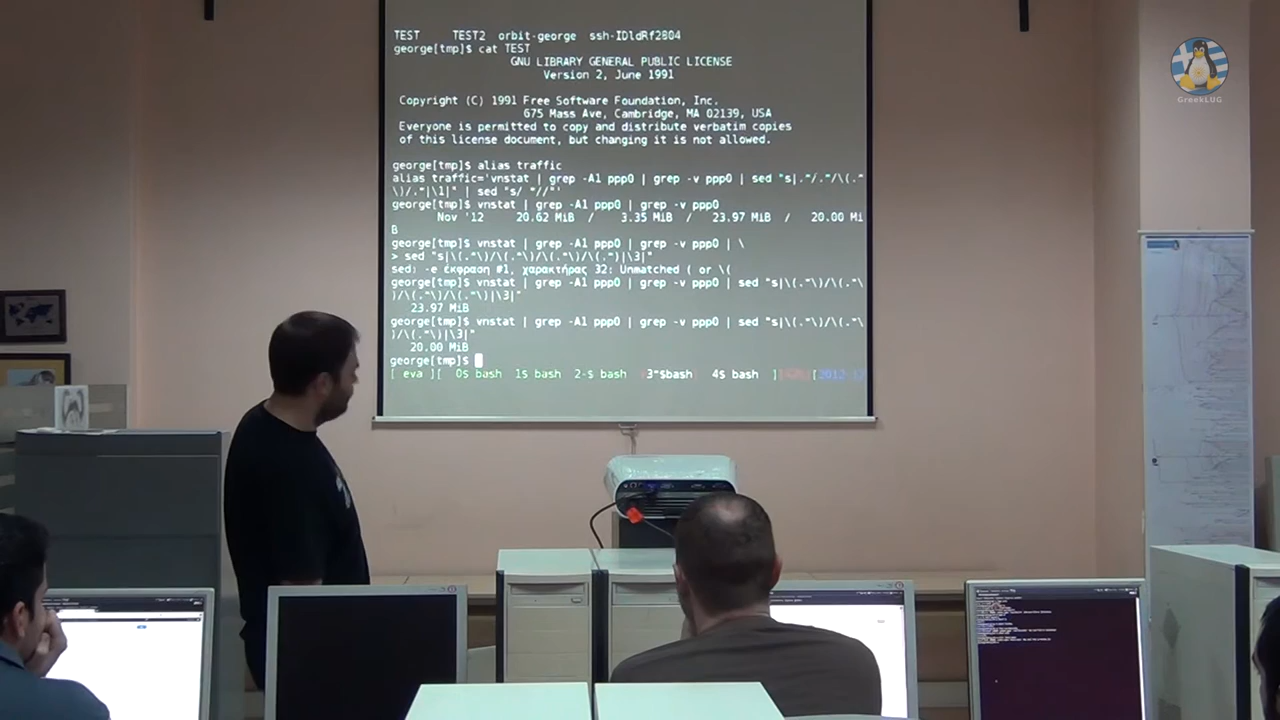 TEST     TEST2  orbit-george  ssh-IDldRf2804
george[tmp]$ cat TEST
GNU LIBRARY GENERAL PUBLIC LICENSE
Version 2, June 1991
Copyright (C) 1991 Free Software Foundation, Inc.
675 Mass Ave, Cambridge, MA 02139, USA
Everyone is permitted to copy and distribute verbatim copies
of this license document, but changing it is not allowed.
george[tmp]$ alias traffic
alias traffic='vnstat | grep -A1 ppp0 | grep -v ppp0 | sed "s|.*/.*/\(.*
\)/.*|\1|" | sed "s/ *//"'
george[tmp]$ vnstat | grep -A1 ppp0 | grep -v ppp0
Nov '12     20.62 MiB  /   3.35 MiB  /  23.97 MiB  /  20.00 Mi
B
george[tmp]$ vnstat | grep -A1 ppp0 | grep -v ppp0 | \
> sed "s|\(.*\)/\(.*\)/\(.*\)/\(.*)|\3|"
sed: -e έκφραση #1, χαρακτήρας 32: Unmatched ( or \(
george[tmp]$ vnstat | grep -A1 ppp0 | grep -v ppp0 | sed "s|\(.*\)/\(.*\
)/\(.*\)/\(.*\)|\3|"
23.97 MiB
george[tmp]$ vnstat | grep -A1 ppp0 | grep -v ppp0 | sed "s|\(.*\)/\(.*\
)/\(.*\)|\3|"
20.00 MiB
george[tmp]$
[ eva ][  0$ bash  1$ bash  2-$ bash  (3*$bash)  4$ bash  ][
GreekLUG